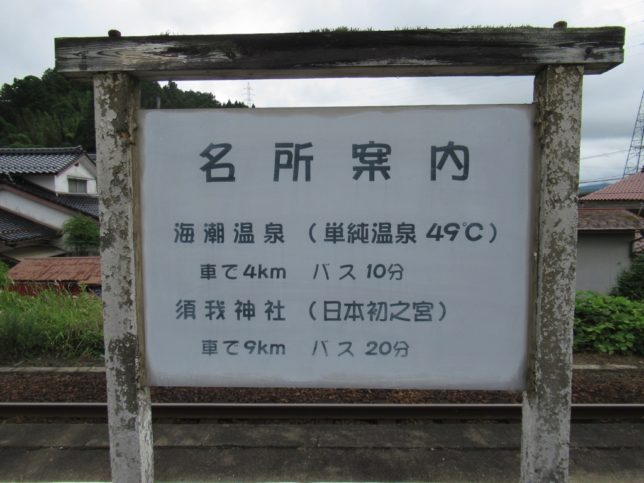 名所案内
海潮温泉 (単純温泉 49℃)
車で4km バス 10分
須我神社 (日本初之宮)
車で9km バス 20分